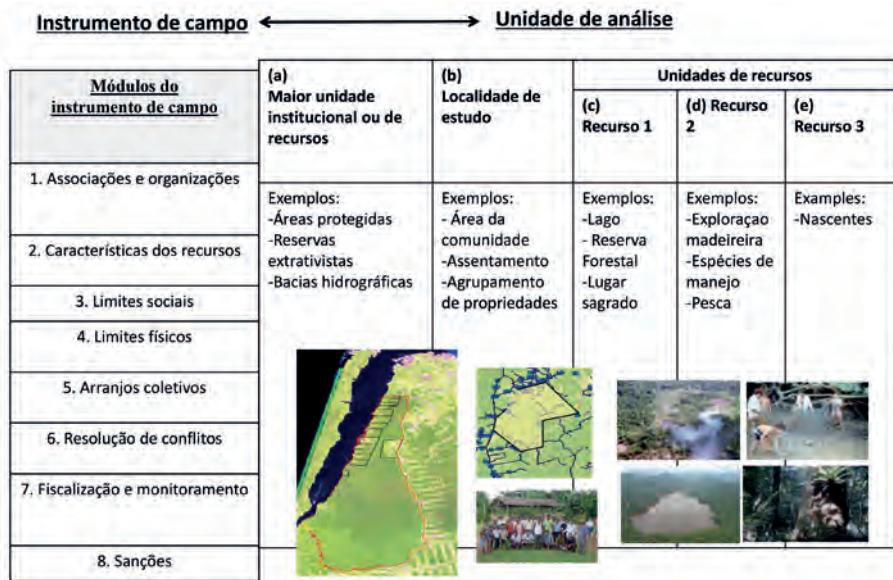 Instrumento de campo
Unidade de análise
Módulos do
instrumento de campo
1. Associações e organizações
2. Características dos recursos
3. Limites sociais
4. Limites físicos
5. Arranjos coletivos
6. Resolução de conflitos
7. Fiscalização e monitoramento
8. Sanções
(a)
Maior unidade
institucional ou de
recursos
Exemplos:
-Áreas protegidas
-Reservas
extrativistas
-Bacias hidrográficas
(b)
Localidade de
estudo
Exemplos:
- Área da
comunidade
-Assentamento
-Agrupamento
de propriedades
Unidades de recursos
(c)
Recurso 1
Exemplos:
-Lago
- Reserva
Forestal
-Lugar
sagrado
(d) Recurso
2
Exemplos:
-Exploraçao
madeireira
-Espécies de
manejo
-Pesca
(e)
Recurso 3
Examples:
-Nascentes